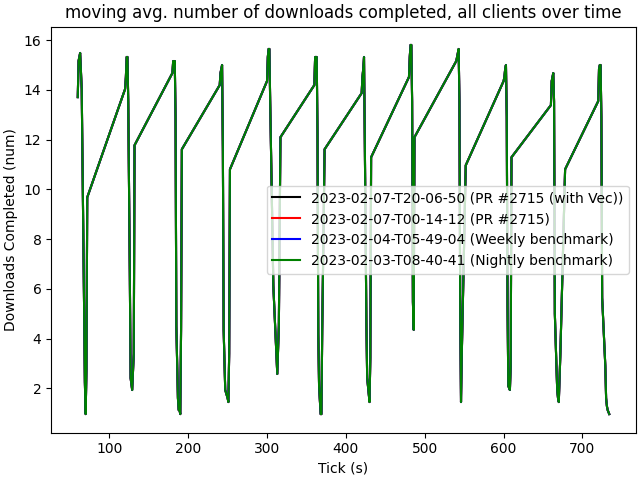 moving avg. number of downloads completed, all clients over time
16
14
12
10
8
6
4
2
Downloads Completed (num)
2023-02-07-T20-06-50 (PR #2715 (with Vec))
2023-02-07-T00-14-12 (PR #2715)
2023-02-04-T05-49-04 (Weekly benchmark)
2023-02-03-T08-40-41 (Nightly benchmark)
100 200 300 400 500 600 700
Tick (s)